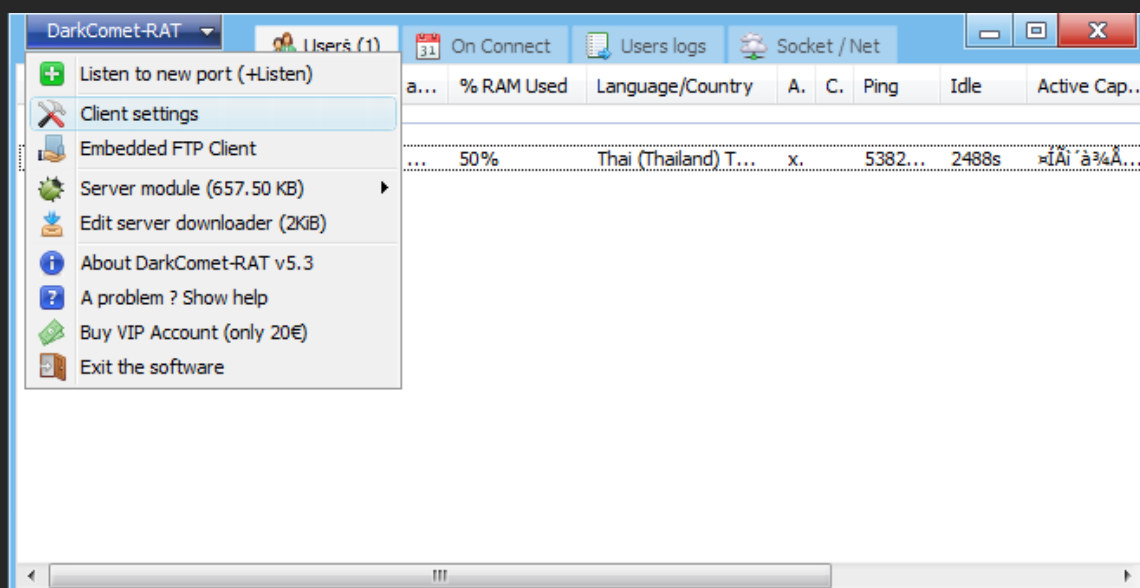 DarkComet-RAT
Users (1)
On Connect
Users logs
Socket / Net
a... % RAM Used Language/Country A. C. Ping Idle Active Cap...
... 50% Thai (Thailand) T... x. 5382... 2488s ¤ÍÃì´à¾Å...
Listen to new port (+Listen)
Client settings
Embedded FTP Client
Server module (657.50 KB)
Edit server downloader (2KiB)
About DarkComet-RAT v5.3
A problem ? Show help
Buy VIP Account (only 20€)
Exit the software